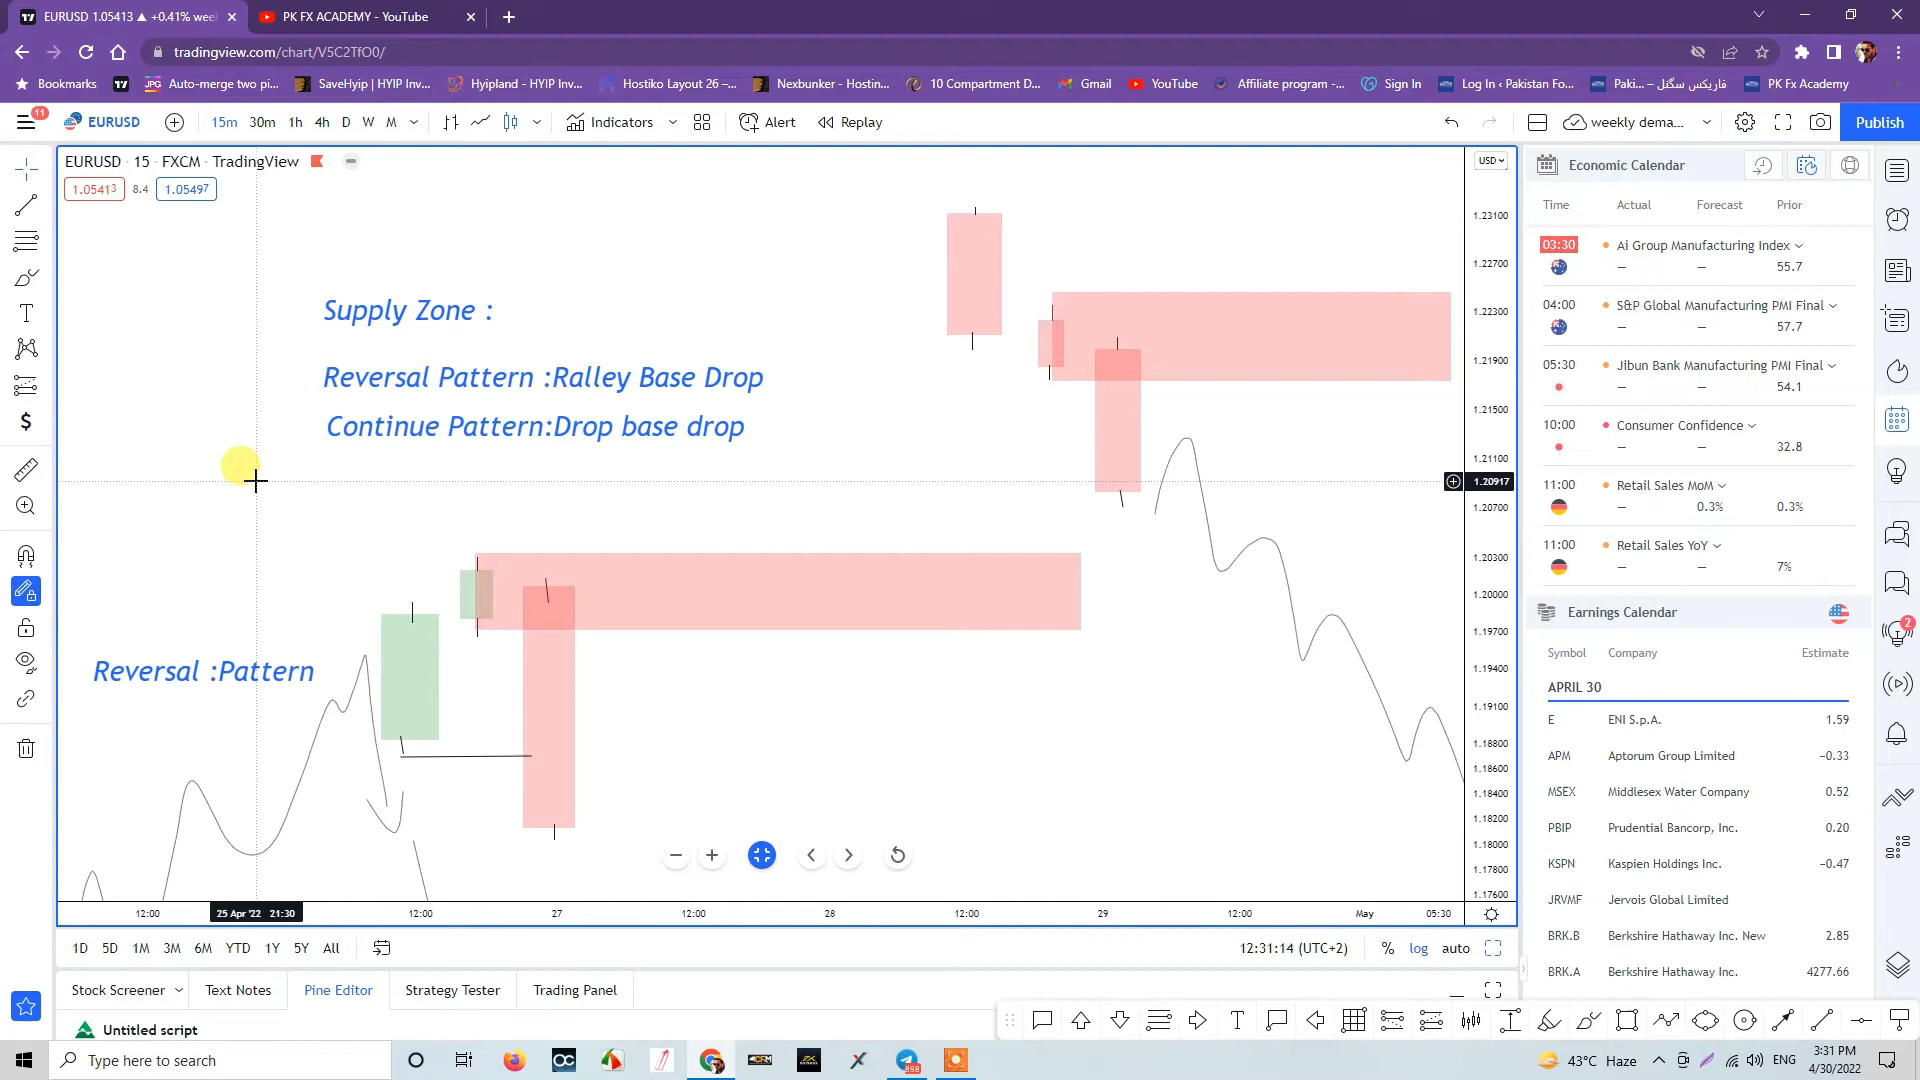 EURUSD 1.05413 ▲ +0.41% wee
PK FX ACADEMY - YouTube
tradingview.com/chart/V5C2TfO0/
Bookmarks
Auto-merge two pi...
SaveHyip | HYIP Inv...
Hyipland - HYIP Inv...
Hostiko Layout 26 –...
Nexbunker - Hostin...
10 Compartment D...
Gmail
YouTube
Affiliate program -...
Sign In
Log In ‹ Pakistan Fo...
Paki... – فاریکس سگنل
PK Fx Academy
11
EURUSD
15m 30m 1h 4h D W M
Indicators
Alert
Replay
weekly dema...
Publish
EURUSD · 15 · FXCM · TradingView
1.05413 8.4 1.05497
USD
Supply Zone :
Reversal Pattern :Ralley Base Drop
Continue Pattern:Drop base drop
Reversal :Pattern
1.23100
1.22700
1.22300
1.21900
1.21500
1.21100
1.20917
1.20700
1.20300
1.20000
1.19700
1.19400
1.19100
1.18800
1.18600
1.18400
1.18200
1.18000
1.17800
1.17600
12:00 25 Apr '22 21:30 12:00 27 12:00 28 12:00 29 12:00 May 05:30
1D 5D 1M 3M 6M YTD 1Y 5Y All
12:31:14 (UTC+2) % log auto
Stock Screener
Text Notes
Pine Editor
Strategy Tester
Trading Panel
Untitled script
Economic Calendar
Time Actual Forecast Prior
03:30 Ai Group Manufacturing Index
– – 55.7
04:00 S&P Global Manufacturing PMI Final
– – 57.7
05:30 Jibun Bank Manufacturing PMI Final
– – 54.1
10:00 Consumer Confidence
– – 32.8
11:00 Retail Sales MoM
– 0.3% 0.3%
11:00 Retail Sales YoY
– – 7%
Earnings Calendar
Symbol Company Estimate
APRIL 30
E ENI S.p.A. 1.59
APM Aptorum Group Limited −0.33
MSEX Middlesex Water Company 0.52
PBIP Prudential Bancorp, Inc. 0.20
KSPN Kaspien Holdings Inc. −0.47
JRVMF Jervois Global Limited
BRK.B Berkshire Hathaway Inc. New 2.85
BRK.A Berkshire Hathaway Inc. 4277.66
2
Type here to search
898
43°C Haze
ENG
3:31 PM
4/30/2022